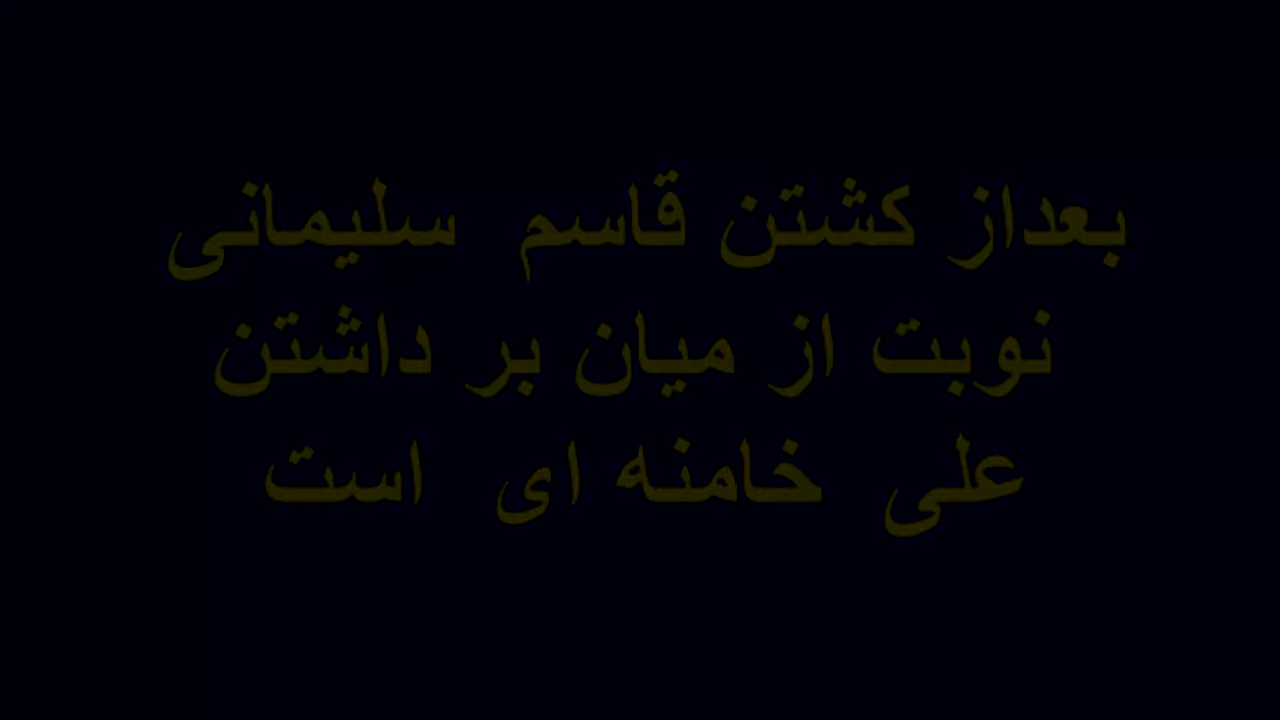 بعداز کشتن قاسم سلیمانی
نوبت از میان بر داشتن
علی خامنه ای است